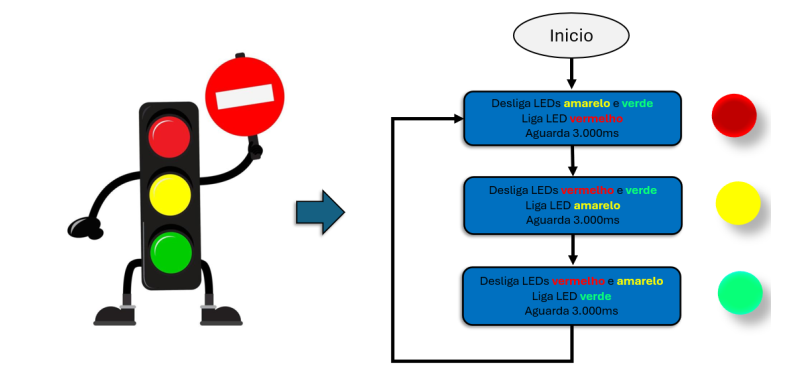 Inicio
Desliga LEDs amarelo e verde
Liga LED vermelho
Aguarda 3.000ms
Desliga LEDs vermelho e verde
Liga LED amarelo
Aguarda 3.000ms
Desliga LEDs vermelho e amarelo
Liga LED verde
Aguarda 3.000ms